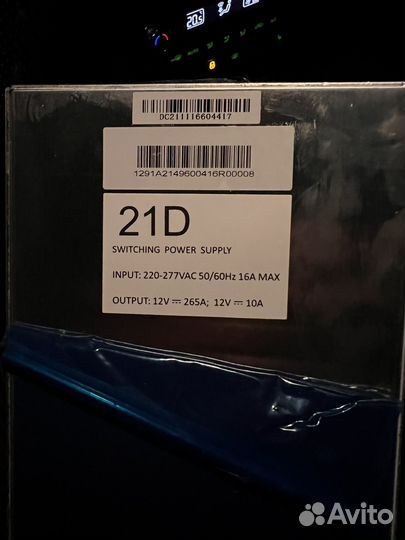 20.5
DC211116604417
1291A2149600416R00008
21D
SWITCHING POWER SUPPLY
INPUT: 220-277VAC 50/60Hz 16A MAX
OUTPUT: 12V ⎓ 265A; 12V ⎓ 10A
Avito